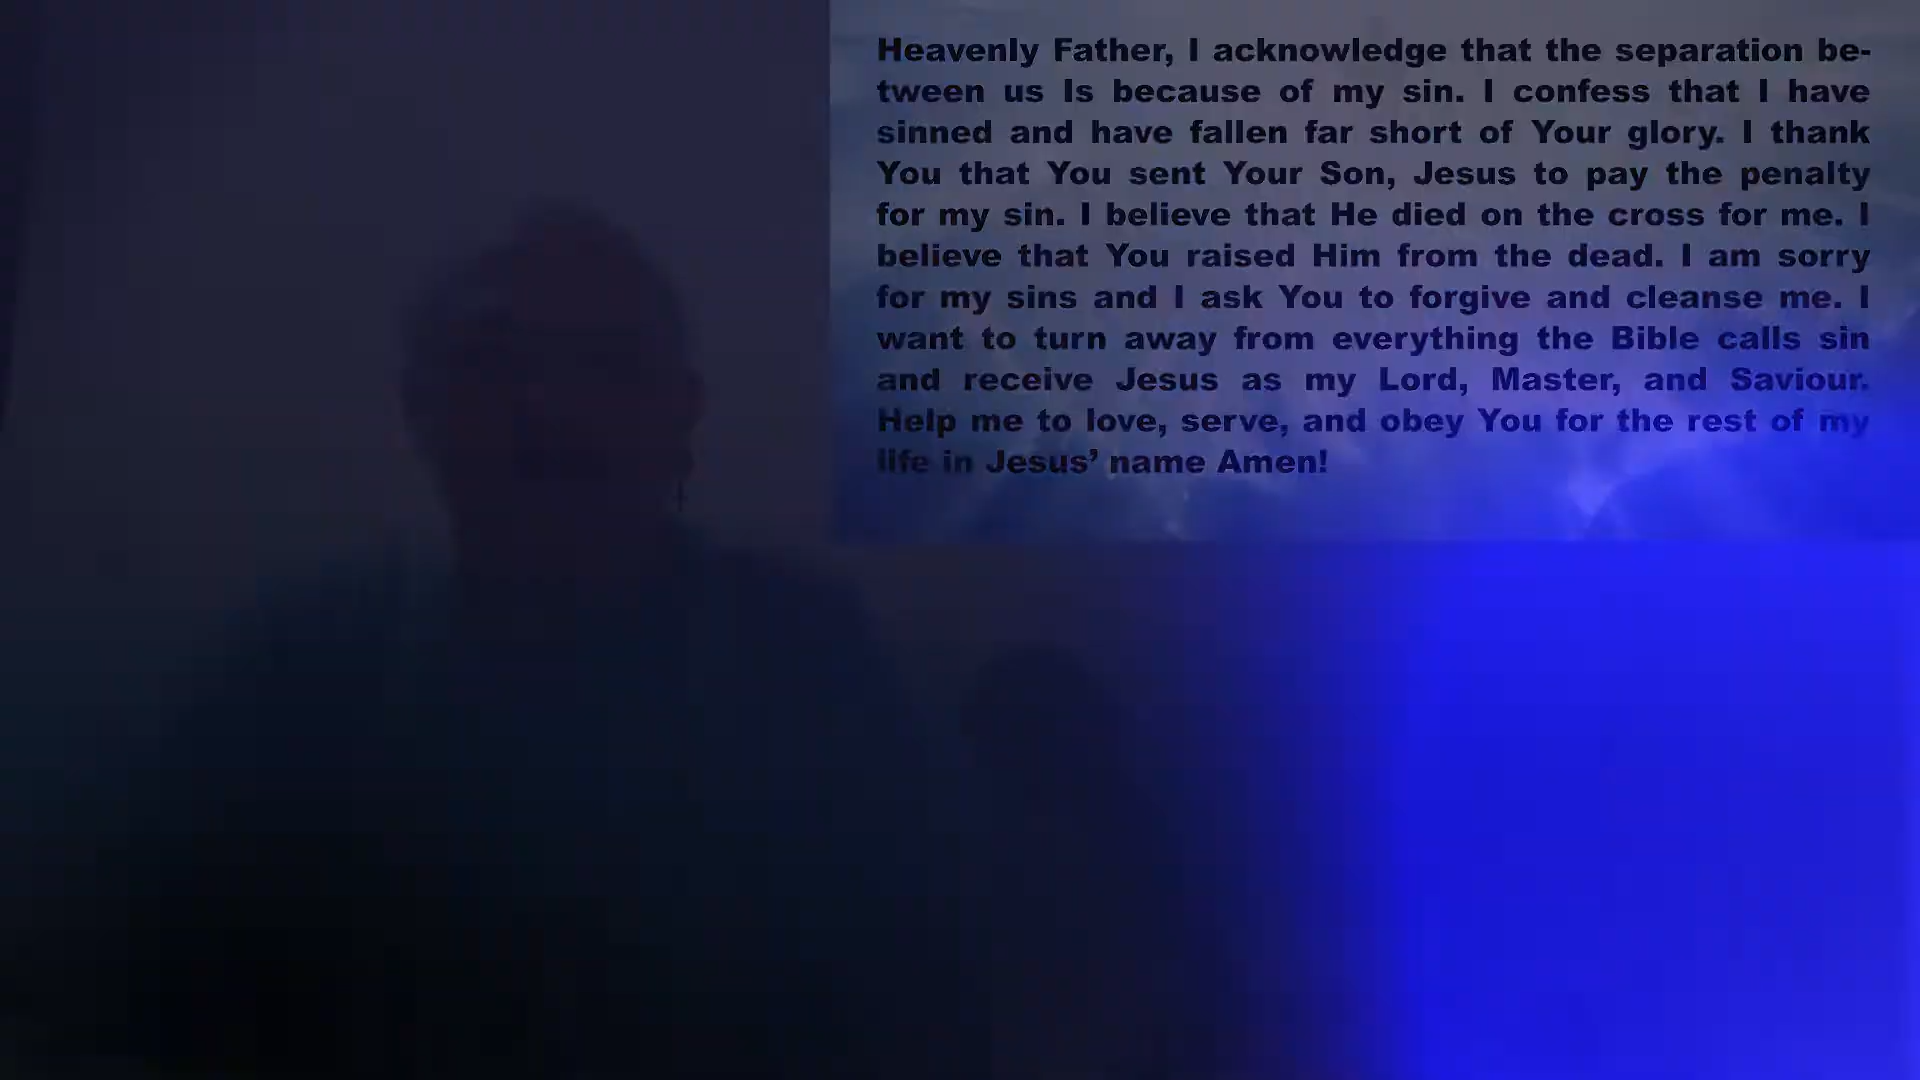 Heavenly Father, I acknowledge that the separation be-
tween us Is because of my sin. I confess that I have
sinned and have fallen far short of Your glory. I thank
You that You sent Your Son, Jesus to pay the penalty
for my sin. I believe that He died on the cross for me. I
believe that You raised Him from the dead. I am sorry
for my sins and I ask You to forgive and cleanse me. I
want to turn away from everything the Bible calls sin
and receive Jesus as my Lord, Master, and Saviour.
Help me to love, serve, and obey You for the rest of my
life in Jesus’ name Amen!